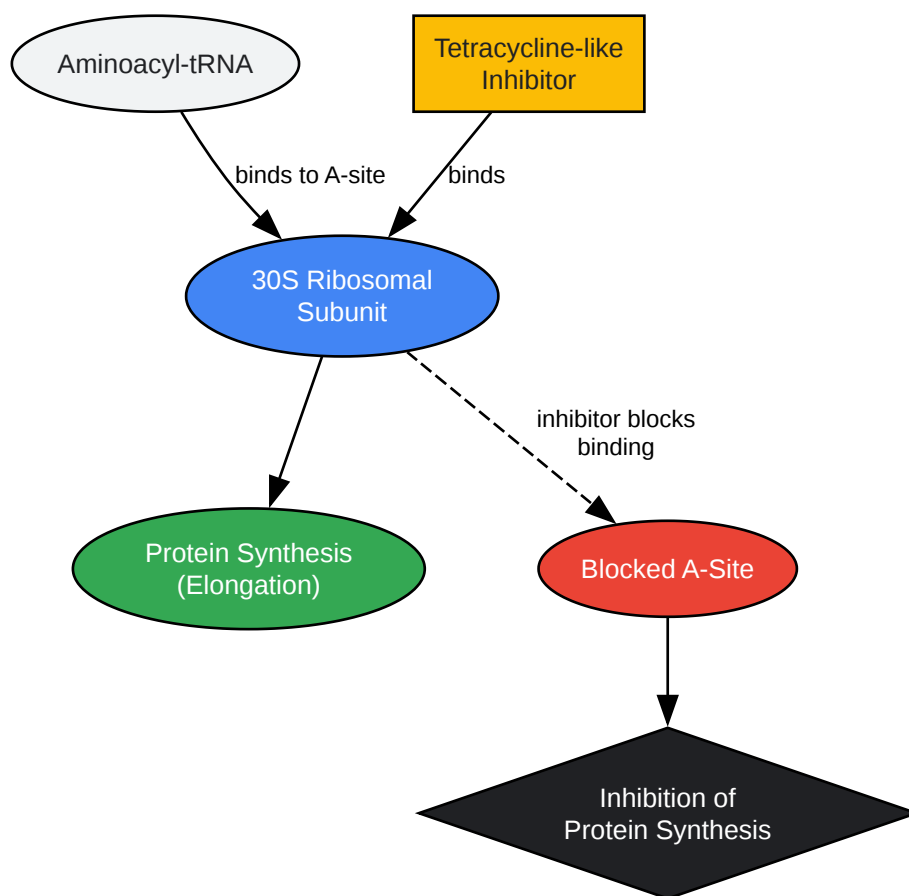 Aminoacyl-tRNA
Tetracycline-like
Inhibitor
binds to A-site
binds
30S Ribosomal
Subunit
inhibitor blocks
binding
Protein Synthesis
(Elongation)
Blocked A-Site
Inhibition of
Protein Synthesis